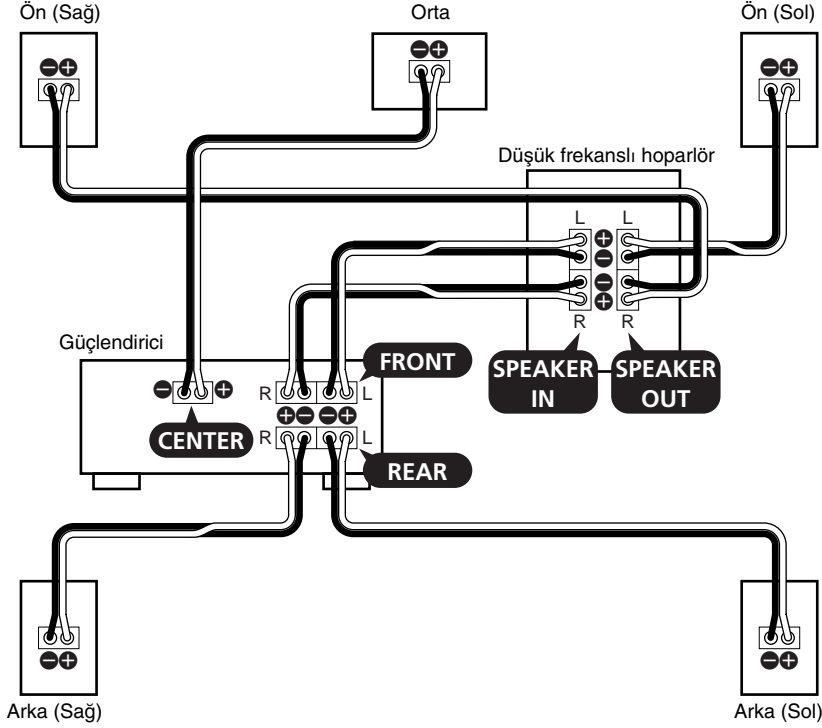 Ön (Sağ)
Orta
Ön (Sol)
Düşük frekanslı hoparlör
L L
R R
SPEAKER IN
SPEAKER OUT
Güçlendirici
FRONT
R L
CENTER
R L
REAR
Arka (Sağ)
Arka (Sol)